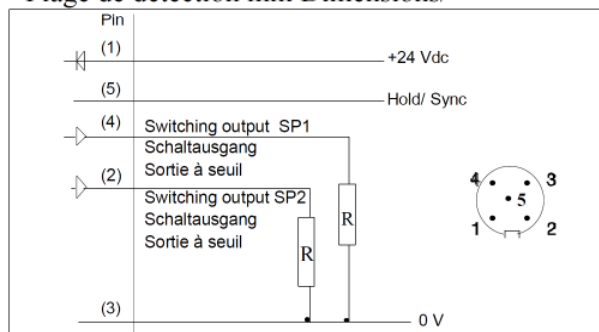 Plage de détection mm Dimensions/
Pin
(1)
+24 Vdc
(5)
Hold/ Sync
(4) Switching output SP1
Schaltausgang
(2) Sortie à seuil
Switching output SP2
Schaltausgang
Sortie à seuil
R
R
(3)
0 V
4 3
5
1 2